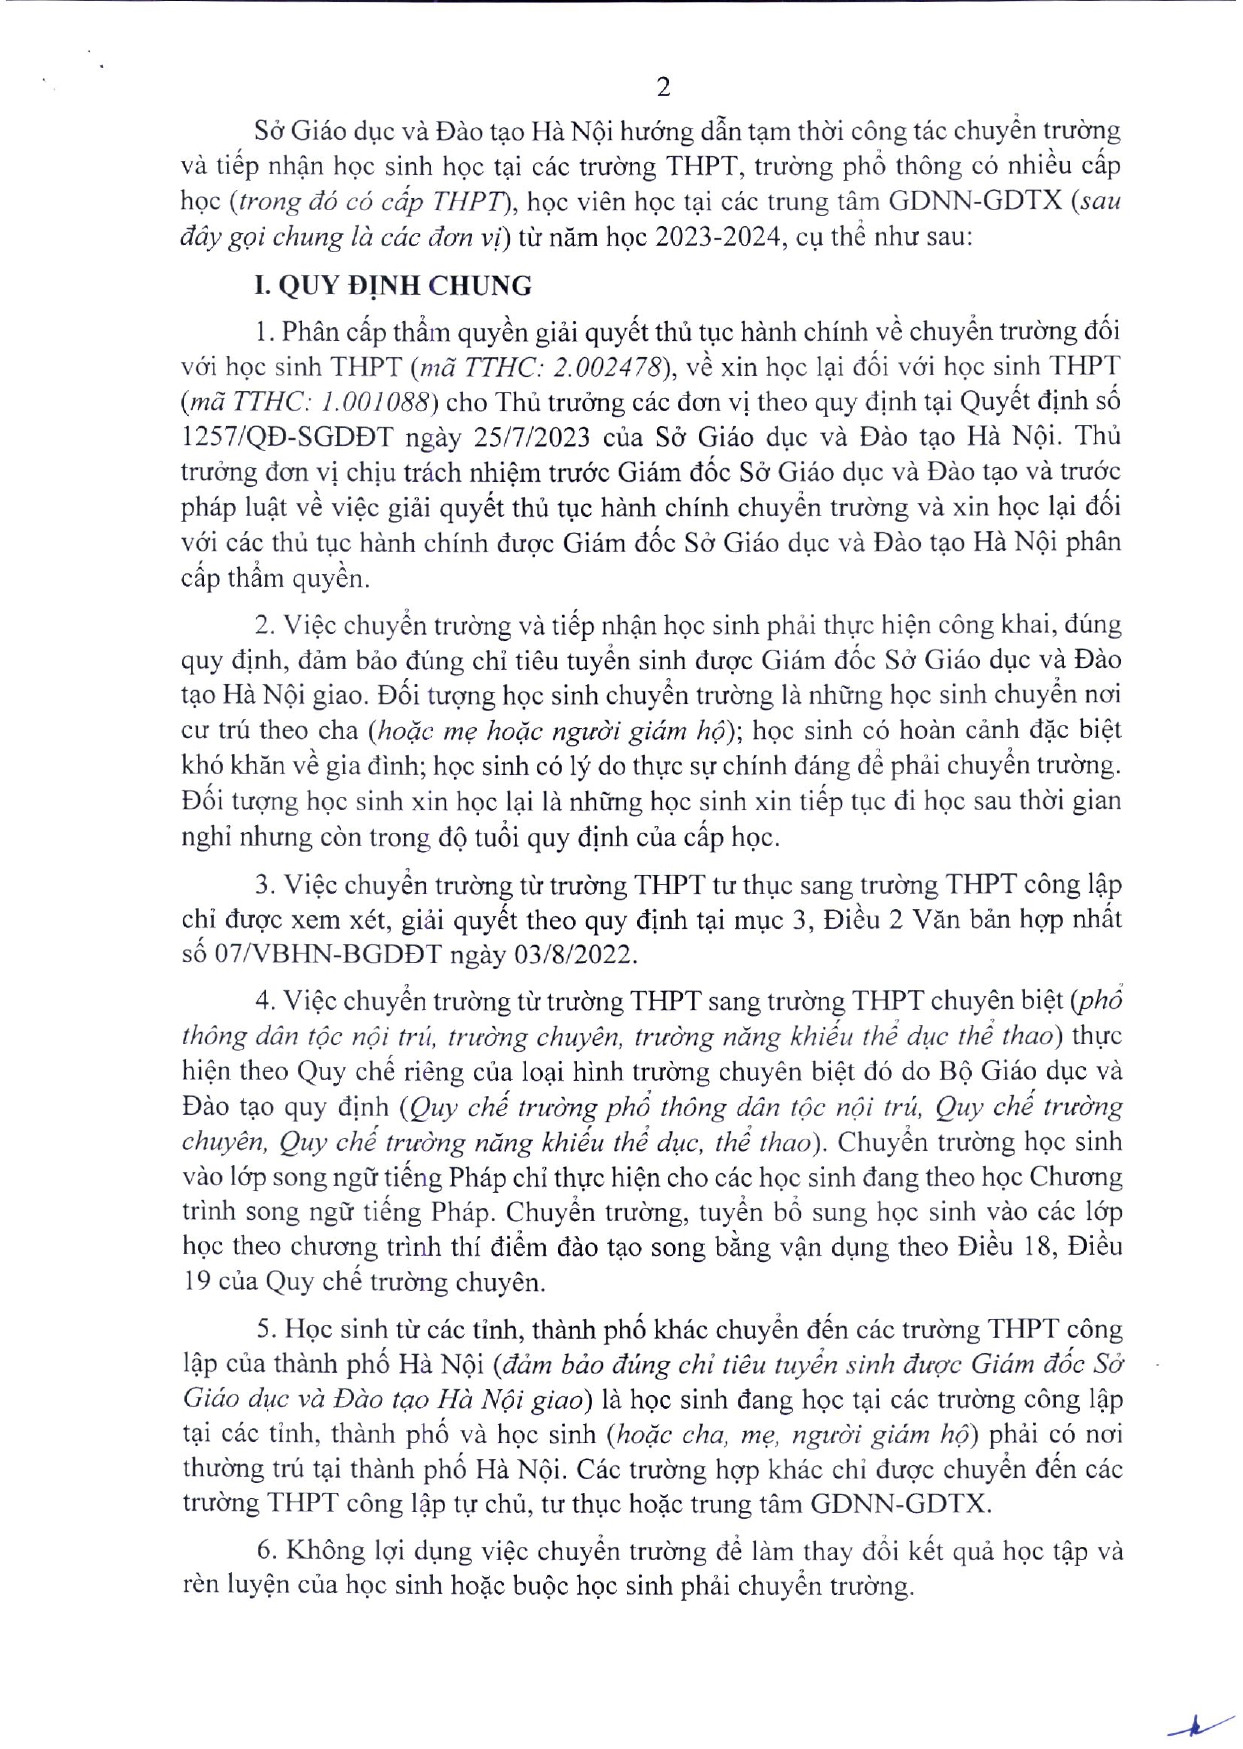 2
Sở Giáo dục và Đào tạo Hà Nội hướng dẫn tạm thời công tác chuyển trường
và tiếp nhận học sinh học tại các trường THPT, trường phổ thông có nhiều cấp
học (trong đó có cấp THPT), học viên học tại các trung tâm GDNN-GDTX (sau
đây gọi chung là các đơn vị) từ năm học 2023-2024, cụ thể như sau:
I. QUY ĐỊNH CHUNG
1. Phân cấp thẩm quyền giải quyết thủ tục hành chính về chuyển trường đối
với học sinh THPT (mã TTHC: 2.002478), về xin học lại đối với học sinh THPT
(mã TTHC: 1.001088) cho Thủ trưởng các đơn vị theo quy định tại Quyết định số
1257/QĐ-SGDĐT ngày 25/7/2023 của Sở Giáo dục và Đào tạo Hà Nội. Thủ
trưởng đơn vị chịu trách nhiệm trước Giám đốc Sở Giáo dục và Đào tạo và trước
pháp luật về việc giải quyết thủ tục hành chính chuyển trường và xin học lại đối
với các thủ tục hành chính được Giám đốc Sở Giáo dục và Đào tạo Hà Nội phân
cấp thẩm quyền.
2. Việc chuyển trường và tiếp nhận học sinh phải thực hiện công khai, đúng
quy định, đảm bảo đúng chỉ tiêu tuyển sinh được Giám đốc Sở Giáo dục và Đào
tạo Hà Nội giao. Đối tượng học sinh chuyển trường là những học sinh chuyển nơi
cư trú theo cha (hoặc mẹ hoặc người giám hộ); học sinh có hoàn cảnh đặc biệt
khó khăn về gia đình; học sinh có lý do thực sự chính đáng để phải chuyển trường.
Đối tượng học sinh xin học lại là những học sinh xin tiếp tục đi học sau thời gian
nghỉ nhưng còn trong độ tuổi quy định của cấp học.
3. Việc chuyển trường từ trường THPT tư thục sang trường THPT công lập
chỉ được xem xét, giải quyết theo quy định tại mục 3, Điều 2 Văn bản hợp nhất
số 07/VBHN-BGDĐT ngày 03/8/2022.
4. Việc chuyển trường từ trường THPT sang trường THPT chuyên biệt (phổ
thông dân tộc nội trú, trường chuyên, trường năng khiếu thể dục thể thao) thực
hiện theo Quy chế riêng của loại hình trường chuyên biệt đó do Bộ Giáo dục và
Đào tạo quy định (Quy chế trường phổ thông dân tộc nội trú, Quy chế trường
chuyên, Quy chế trường năng khiếu thể dục, thể thao). Chuyển trường học sinh
vào lớp song ngữ tiếng Pháp chỉ thực hiện cho các học sinh đang theo học Chương
trình song ngữ tiếng Pháp. Chuyển trường, tuyển bổ sung học sinh vào các lớp
học theo chương trình thí điểm đào tạo song bằng vận dụng theo Điều 18, Điều
19 của Quy chế trường chuyên.
5. Học sinh từ các tỉnh, thành phố khác chuyển đến các trường THPT công
lập của thành phố Hà Nội (đảm bảo đúng chỉ tiêu tuyển sinh được Giám đốc Sở
Giáo dục và Đào tạo Hà Nội giao) là học sinh đang học tại các trường công lập
tại các tỉnh, thành phố và học sinh (hoặc cha, mẹ, người giám hộ) phải có nơi
thường trú tại thành phố Hà Nội. Các trường hợp khác chỉ được chuyển đến các
trường THPT công lập tự chủ, tư thục hoặc trung tâm GDNN-GDTX.
6. Không lợi dụng việc chuyển trường để làm thay đổi kết quả học tập và
rèn luyện của học sinh hoặc buộc học sinh phải chuyển trường.